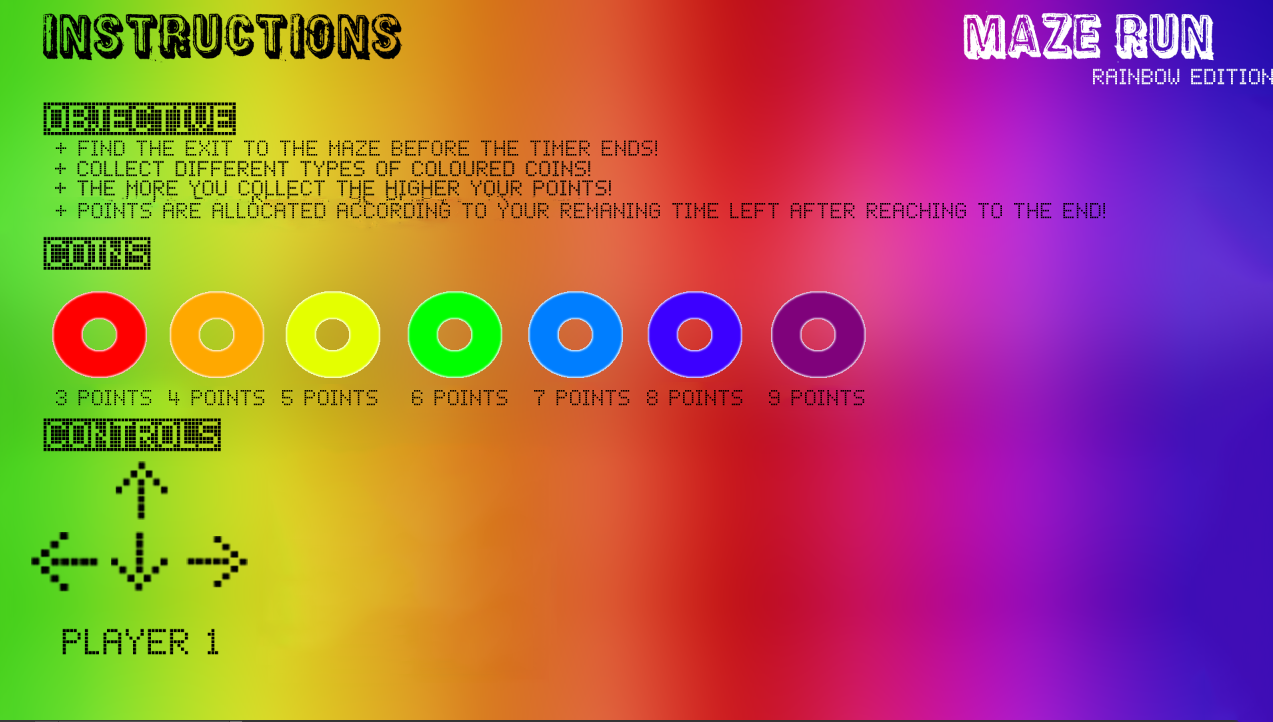 INSTRUCTIONS
MAZE RUN
RAINBOW EDITION
OBJECTIVE
+ FIND THE EXIT TO THE MAZE BEFORE THE TIMER ENDS!
+ COLLECT DIFFERENT TYPES OF COLOURED COINS!
+ THE MORE YOU COLLECT THE HIGHER YOUR POINTS!
+ POINTS ARE ALLOCATED ACCORDING TO YOUR REMANING TIME LEFT AFTER REACHING TO THE END!
COINS
3 POINTS 4 POINTS 5 POINTS 6 POINTS 7 POINTS 8 POINTS 9 POINTS
CONTROLS
PLAYER 1